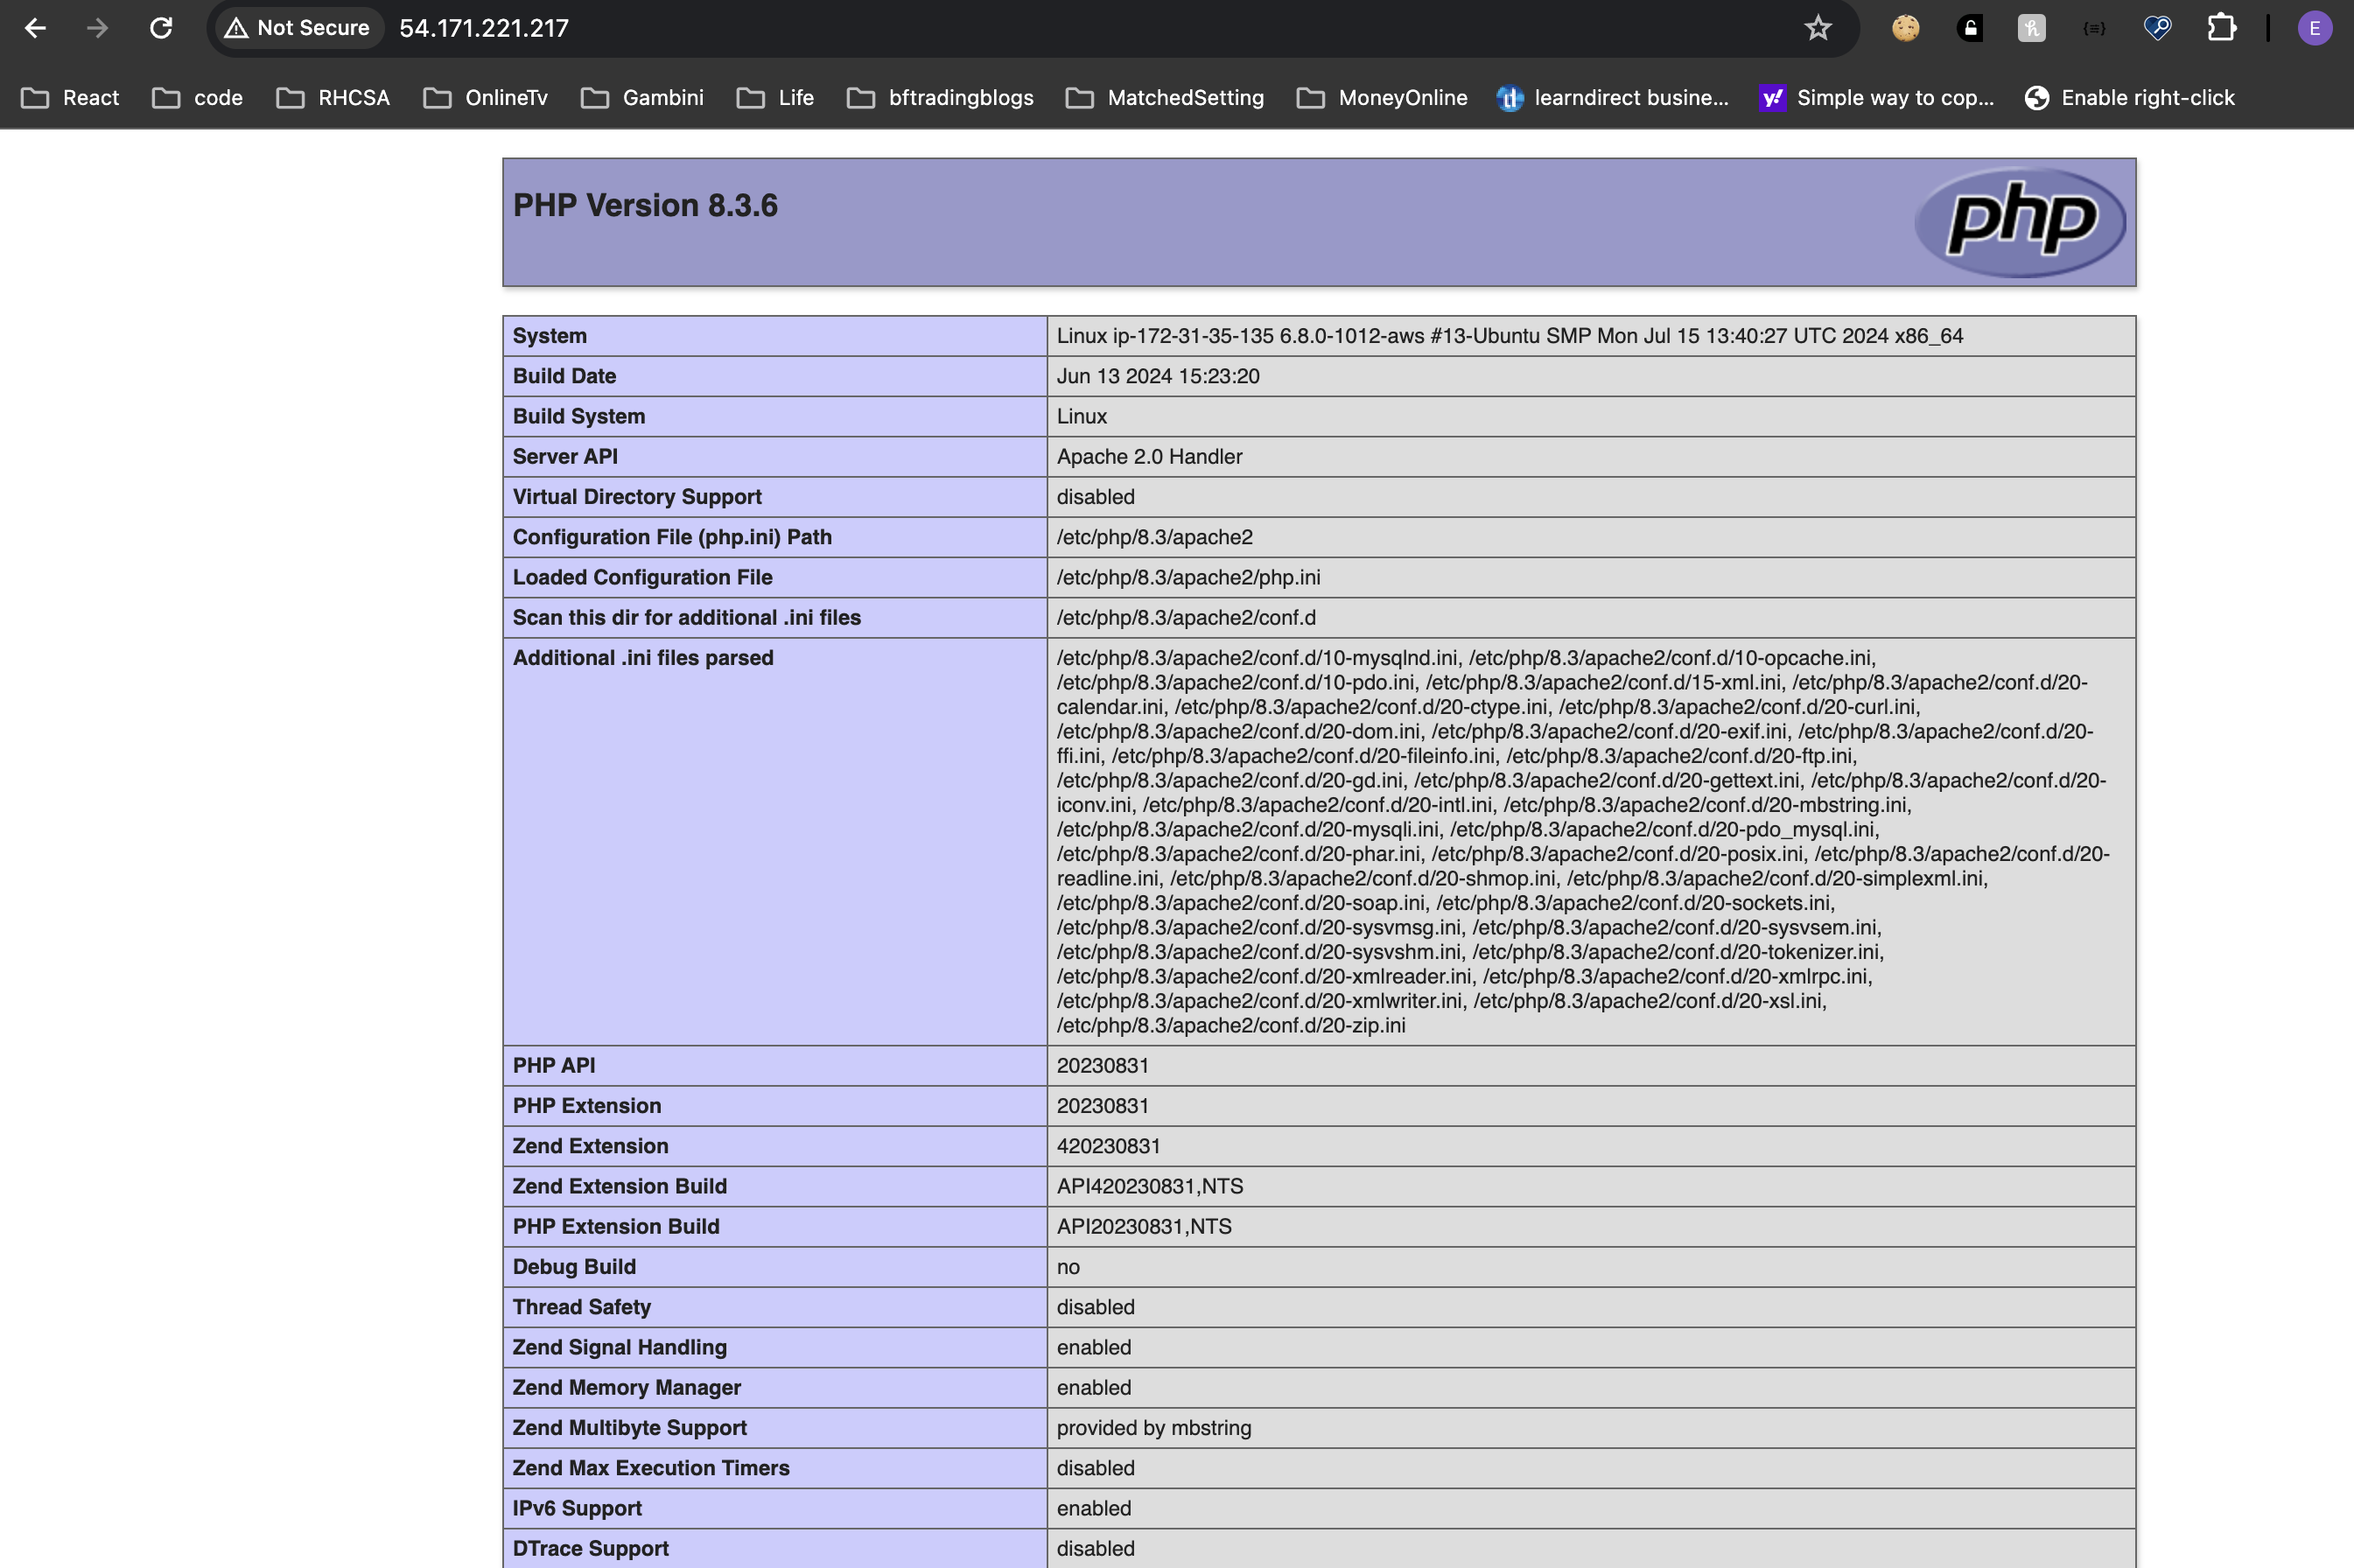 Not Secure 54.171.221.217 E
React code RHCSA OnlineTv Gambini Life bftradingblogs MatchedSetting MoneyOnline learndirect busine... Simple way to cop... Enable right-click
PHP Version 8.3.6 php
System Linux ip-172-31-35-135 6.8.0-1012-aws #13-Ubuntu SMP Mon Jul 15 13:40:27 UTC 2024 x86_64
Build Date Jun 13 2024 15:23:20
Build System Linux
Server API Apache 2.0 Handler
Virtual Directory Support disabled
Configuration File (php.ini) Path /etc/php/8.3/apache2
Loaded Configuration File /etc/php/8.3/apache2/php.ini
Scan this dir for additional .ini files /etc/php/8.3/apache2/conf.d
Additional .ini files parsed /etc/php/8.3/apache2/conf.d/10-mysqlnd.ini, /etc/php/8.3/apache2/conf.d/10-opcache.ini,
/etc/php/8.3/apache2/conf.d/10-pdo.ini, /etc/php/8.3/apache2/conf.d/15-xml.ini, /etc/php/8.3/apache2/conf.d/20-
calendar.ini, /etc/php/8.3/apache2/conf.d/20-ctype.ini, /etc/php/8.3/apache2/conf.d/20-curl.ini,
/etc/php/8.3/apache2/conf.d/20-dom.ini, /etc/php/8.3/apache2/conf.d/20-exif.ini, /etc/php/8.3/apache2/conf.d/20-
ffi.ini, /etc/php/8.3/apache2/conf.d/20-fileinfo.ini, /etc/php/8.3/apache2/conf.d/20-ftp.ini,
/etc/php/8.3/apache2/conf.d/20-gd.ini, /etc/php/8.3/apache2/conf.d/20-gettext.ini, /etc/php/8.3/apache2/conf.d/20-
iconv.ini, /etc/php/8.3/apache2/conf.d/20-intl.ini, /etc/php/8.3/apache2/conf.d/20-mbstring.ini,
/etc/php/8.3/apache2/conf.d/20-mysqli.ini, /etc/php/8.3/apache2/conf.d/20-pdo_mysql.ini,
/etc/php/8.3/apache2/conf.d/20-phar.ini, /etc/php/8.3/apache2/conf.d/20-posix.ini, /etc/php/8.3/apache2/conf.d/20-
readline.ini, /etc/php/8.3/apache2/conf.d/20-shmop.ini, /etc/php/8.3/apache2/conf.d/20-simplexml.ini,
/etc/php/8.3/apache2/conf.d/20-soap.ini, /etc/php/8.3/apache2/conf.d/20-sockets.ini,
/etc/php/8.3/apache2/conf.d/20-sysvmsg.ini, /etc/php/8.3/apache2/conf.d/20-sysvsem.ini,
/etc/php/8.3/apache2/conf.d/20-sysvshm.ini, /etc/php/8.3/apache2/conf.d/20-tokenizer.ini,
/etc/php/8.3/apache2/conf.d/20-xmlreader.ini, /etc/php/8.3/apache2/conf.d/20-xmlrpc.ini,
/etc/php/8.3/apache2/conf.d/20-xmlwriter.ini, /etc/php/8.3/apache2/conf.d/20-xsl.ini,
/etc/php/8.3/apache2/conf.d/20-zip.ini
PHP API 20230831
PHP Extension 20230831
Zend Extension 420230831
Zend Extension Build API420230831,NTS
PHP Extension Build API20230831,NTS
Debug Build no
Thread Safety disabled
Zend Signal Handling enabled
Zend Memory Manager enabled
Zend Multibyte Support provided by mbstring
Zend Max Execution Timers disabled
IPv6 Support enabled
DTrace Support disabled